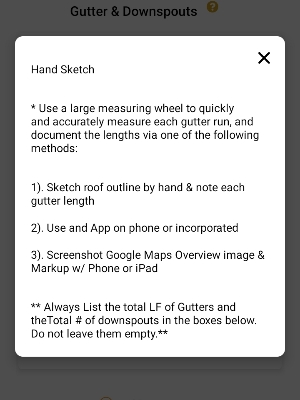 Gutter & Downspouts ?
Hand Sketch
* Use a large measuring wheel to quickly
and accurately measure each gutter run, and
document the lengths via one of the following
methods:
1). Sketch roof outline by hand & note each
gutter length
2). Use and App on phone or incorporated
3). Screenshot Google Maps Overview image &
Markup w/ Phone or iPad
** Always List the total LF of Gutters and
theTotal # of downspouts in the boxes below.
Do not leave them empty.**